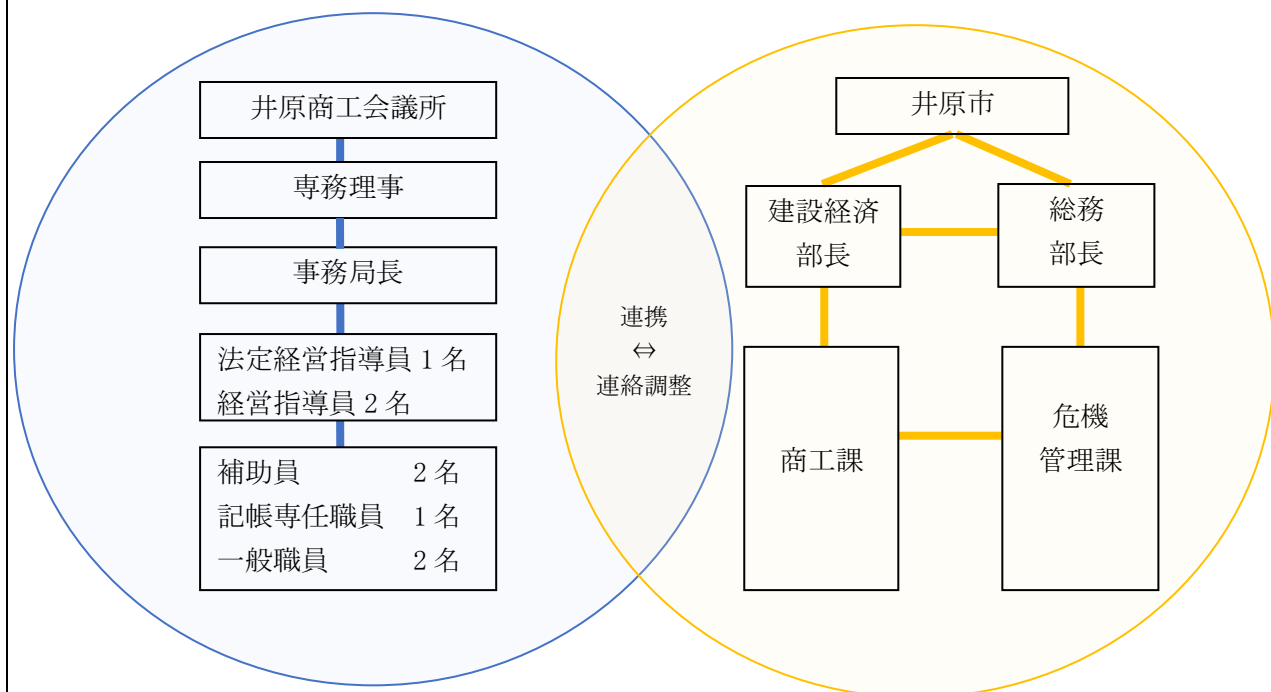 井原商工会議所
専務理事
事務局長
法定経営指導員 1 名
経営指導員 2 名
補助員 2 名
記帳専任職員 1 名
一般職員 2 名
連携
⇔
連絡調整
井原市
建設経済
部長
総務
部長
商工課
危機
管理課